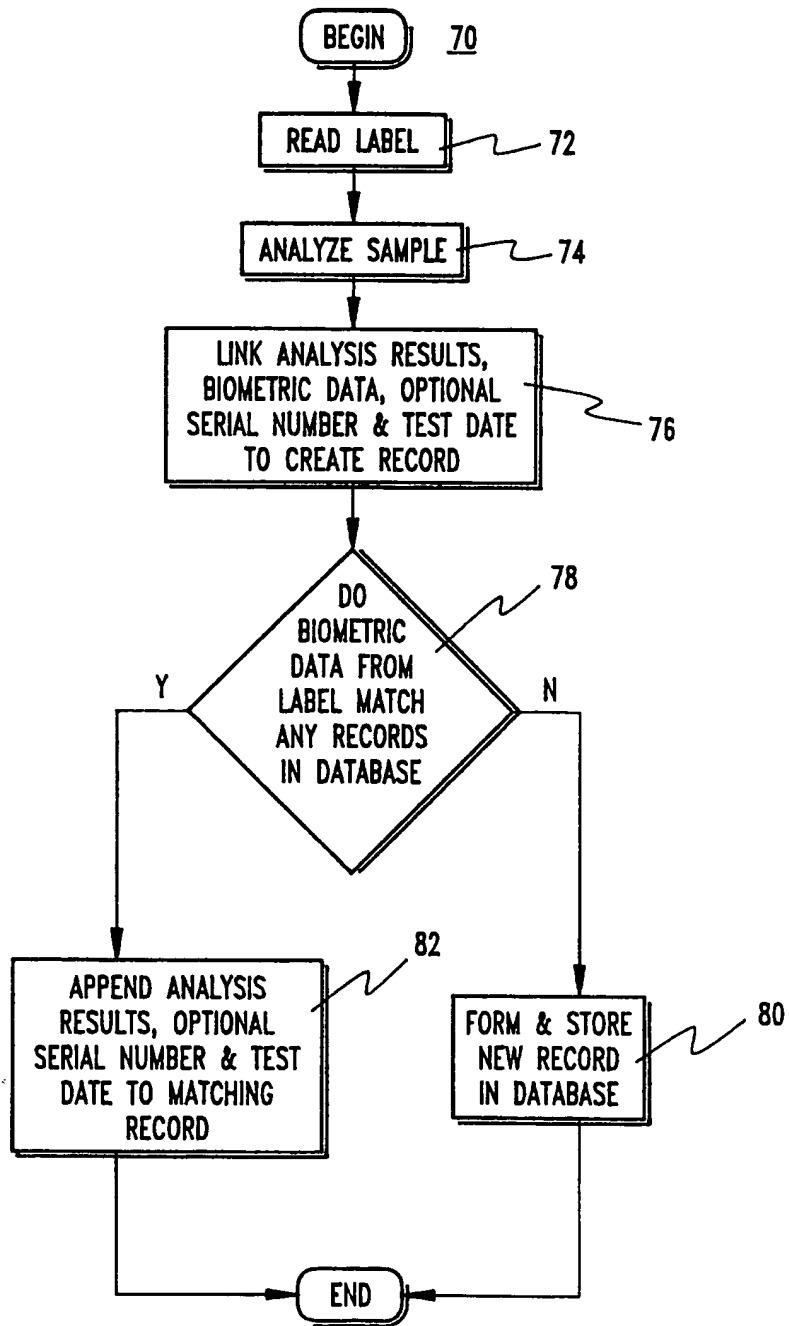 BEGIN
70
READ LABEL
72
ANALYZE SAMPLE
74
LINK ANALYSIS RESULTS,
BIOMETRIC DATA, OPTIONAL
SERIAL NUMBER & TEST DATE
TO CREATE RECORD
76
DO
BIOMETRIC
DATA FROM
LABEL MATCH
ANY RECORDS
IN DATABASE
78
Y
N
APPEND ANALYSIS
RESULTS, OPTIONAL
SERIAL NUMBER & TEST
DATE TO MATCHING
RECORD
82
FORM & STORE
NEW RECORD
IN DATABASE
80
END